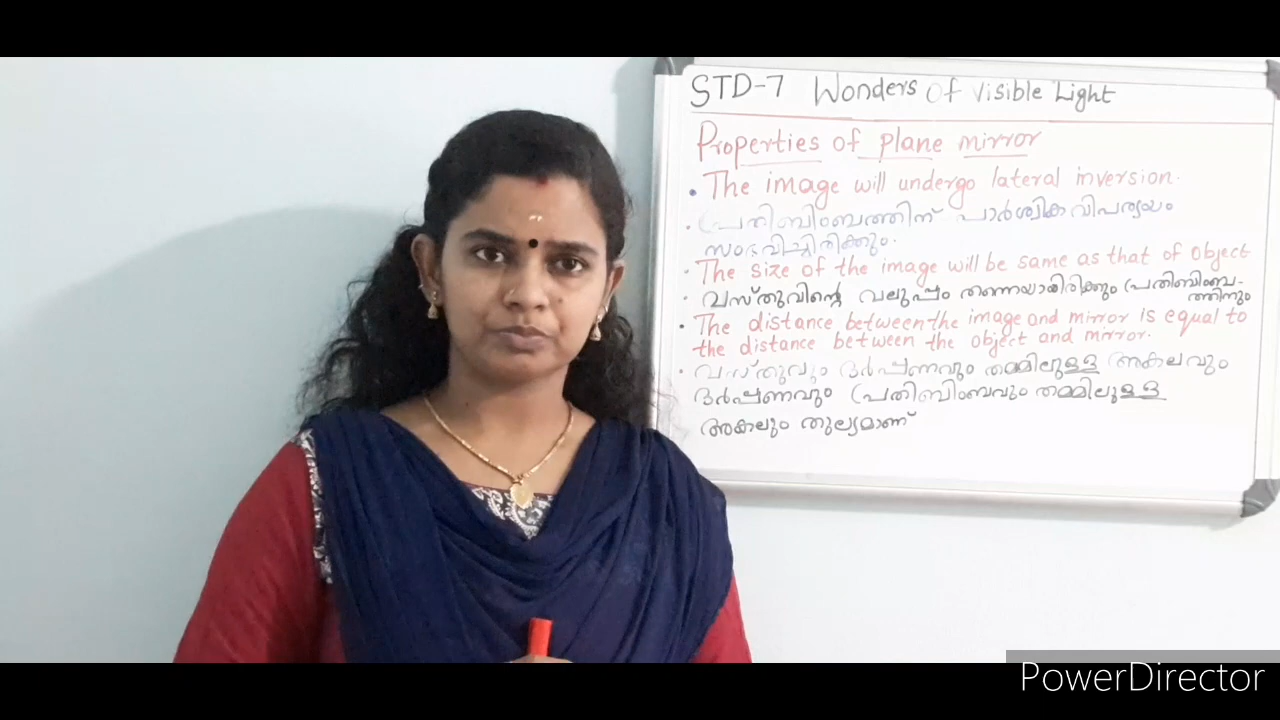 STD-7 Wonders Of Visible Light
Properties of plane mirror
• The image will undergo lateral inversion.
• പ്രതിബിംബത്തിന് പാർശ്വിക വിപര്യയം
സംഭവിച്ചിരിക്കും.
• The size of the image will be same as that of object
• വസ്തുവിന്റെ വലുപ്പം തന്നെയായിരിക്കും പ്രതിബിംബ-
ത്തിനും
• The distance between the image and mirror is equal to
the distance between the object and mirror.
• വസ്തുവും ദർപ്പണവും തമ്മിലുള്ള അകലവും
ദർപ്പണവും പ്രതിബിംബവും തമ്മിലുള്ള
അകലും തുല്യമാണ്
PowerDirector